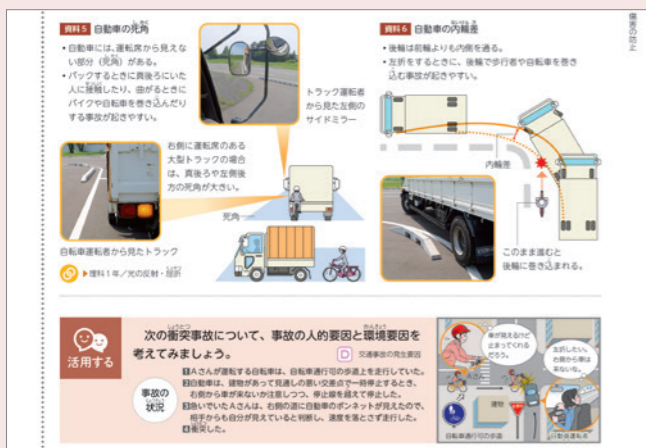 傷害の防止
資料5 自動車の死角
・自動車には、運転席から見えない部分（死角）がある。
・バックするときに真後ろにいた人に接触したり、曲がるときにバイクや自転車を巻き込んだりする事故が起きやすい。
トラック運転者から見た左側のサイドミラー
右側に運転席のある大型トラックの場合は、真後ろや左側後方の死角が大きい。
死角
自転車運転者から見たトラック
▶理科1年／光の反射・屈折
資料6 自動車の内輪差
・後輪は前輪よりも内側を通る。
・左折をするときに、後輪で歩行者や自転車を巻き込む事故が起きやすい。
内輪差
このまま進むと後輪に巻き込まれる。
活用する
次の衝突事故について、事故の人的要因と環境要因を
考えてみましょう。
D 交通事故の発生要因
事故の状況
1Aさんが運転する自転車は、自転車通行可の歩道上を走行していた。
2自動車は、建物があって見通しの悪い交差点で一時停止するとき、
右側から車が来ないか注意しつつ、停止線を越えて停止した。
3急いでいたAさんは、右側の道に自動車のボンネットが見えたので、
相手からも自分が見えていると判断し、速度を落とさず走行した。
4衝突した。
車が見えるけど
止まってくれる
だろう。
左折したい。
右側から車は
来ないな。
建物
自転車通行可の歩道
自動車運転者